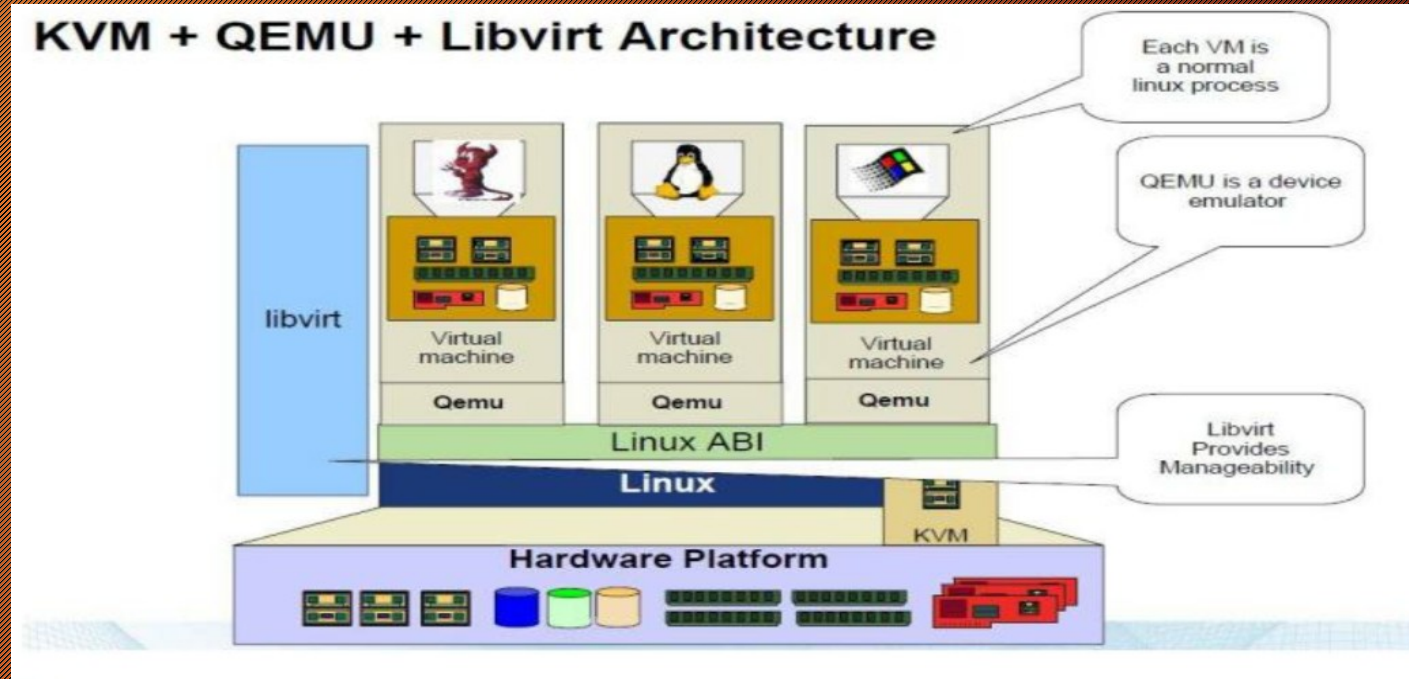 KVM + QEMU + Libvirt Architecture
Each VM is
a normal
linux process
QEMU is a device
emulator
libvirt
Virtual
machine
Virtual
machine
Virtual
machine
Qemu
Qemu
Qemu
Linux ABI
Libvirt
Provides
Manageability
Linux
KVM
Hardware Platform